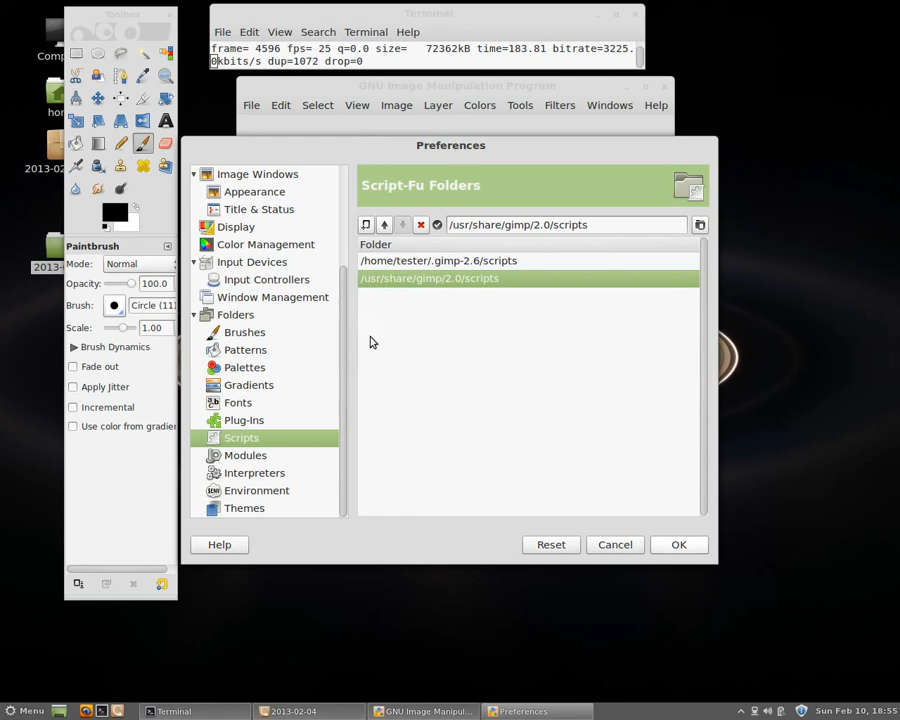 Toolbox
Terminal
File Edit View Search Terminal Help
frame= 4596 fps= 25 q=0.0 size= 72362kB time=183.81 bitrate=3225.
0kbits/s dup=1072 drop=0
GNU Image Manipulation Program
File Edit Select View Image Layer Colors Tools Filters Windows Help
Comp
hom
2013-02
2013-
Paintbrush
Mode: Normal
Opacity: 100.0
Brush: Circle (11)
Scale: 1.00
Brush Dynamics
Fade out
Apply Jitter
Incremental
Use color from gradie
Preferences
Image Windows
Appearance
Title & Status
Display
Color Management
Input Devices
Input Controllers
Window Management
Folders
Brushes
Patterns
Palettes
Gradients
Fonts
Plug-Ins
Scripts
Modules
Interpreters
Environment
Themes
Script-Fu Folders
/usr/share/gimp/2.0/scripts
Folder
/home/tester/.gimp-2.6/scripts
/usr/share/gimp/2.0/scripts
Help Reset Cancel OK
Menu Terminal 2013-02-04 GNU Image Manipul... Preferences Sun Feb 10, 18:55